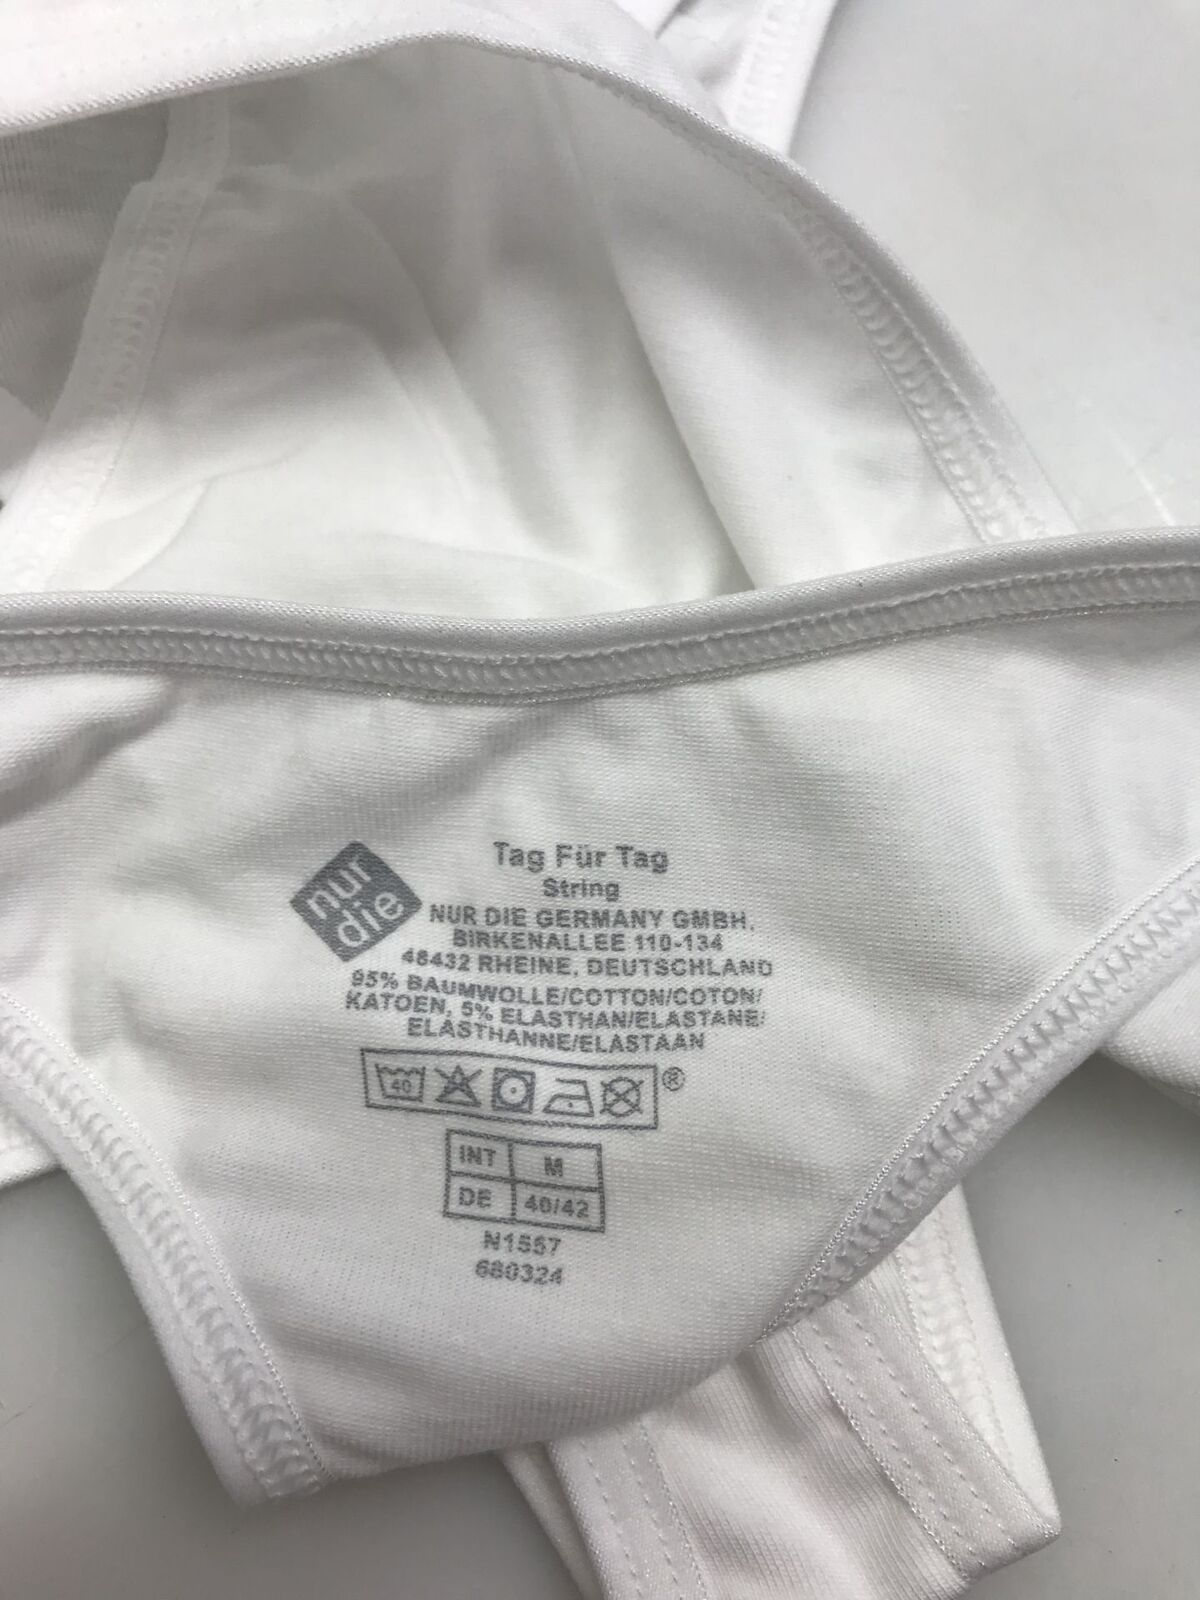 nur
die
Tag Für Tag
String
NUR DIE GERMANY GMBH.
BIRKENALLEE 110-134
48432 RHEINE, DEUTSCHLAND
95% BAUMWOLLE/COTTON/COTON/
KATOEN, 5% ELASTHAN/ELASTANE/
ELASTHANNE/ELASTAAN
40 ®
INT M
DE 40/42
N1557
680324